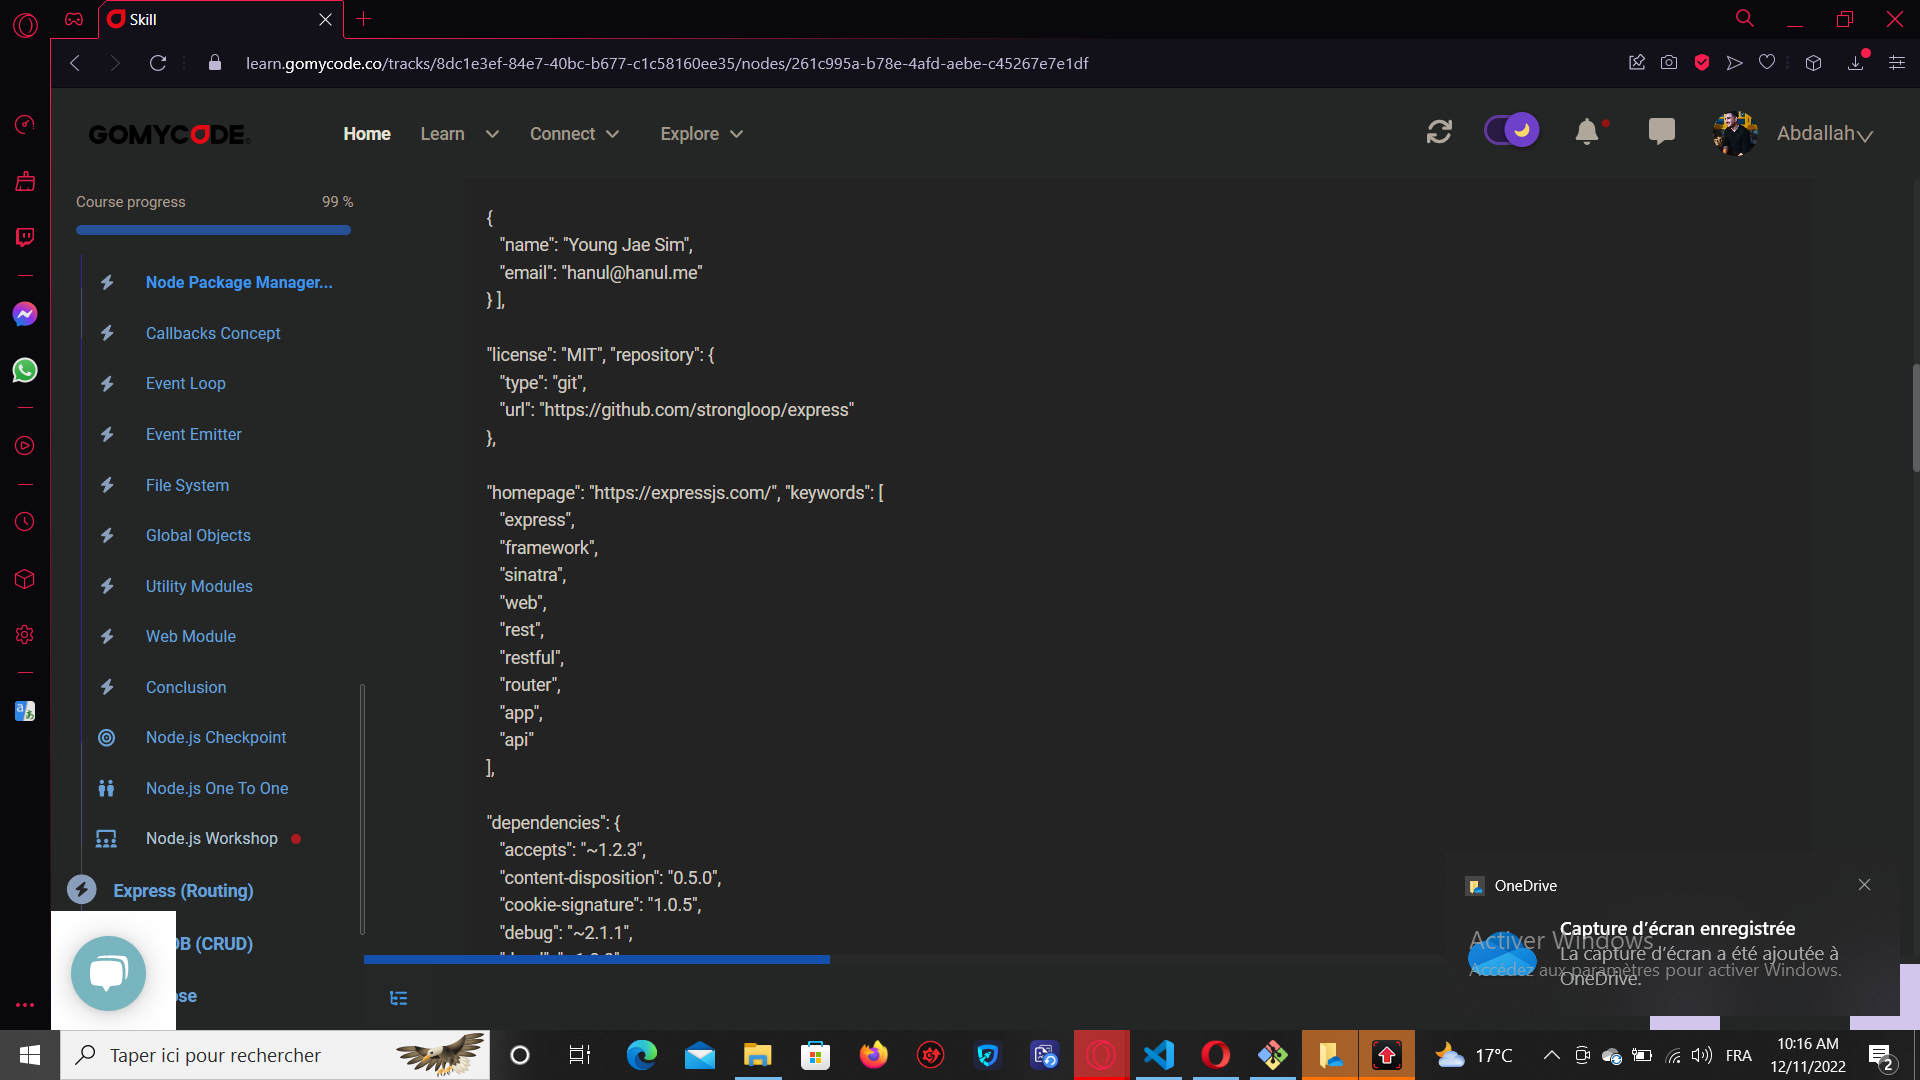 Skill
learn.gomycode.co/tracks/8dc1e3ef-84e7-40bc-b677-c1c58160ee35/nodes/261c995a-b78e-4afd-aebe-c45267e7e1df
GOMYCODE
Home
Learn
Connect
Explore
Abdallah
Course progress
99 %
Node Package Manager...
Callbacks Concept
Event Loop
Event Emitter
File System
Global Objects
Utility Modules
Web Module
Conclusion
Node.js Checkpoint
Node.js One To One
Node.js Workshop
Express (Routing)
DB (CRUD)
ose
{
"name": "Young Jae Sim",
"email": "hanul@hanul.me"
} ],
"license": "MIT", "repository": {
"type": "git",
"url": "https://github.com/strongloop/express"
},
"homepage": "https://expressjs.com/", "keywords": [
"express",
"framework",
"sinatra",
"web",
"rest",
"restful",
"router",
"app",
"api"
],
"dependencies": {
"accepts": "~1.2.3",
"content-disposition": "0.5.0",
"cookie-signature": "1.0.5",
"debug": "~2.1.1",
OneDrive
Capture d'écran enregistrée
La capture d'écran a été ajoutée à
OneDrive.
Activer Windows
Accédez aux paramètres pour activer Windows.
Taper ici pour rechercher
17°C
FRA
10:16 AM
12/11/2022
2